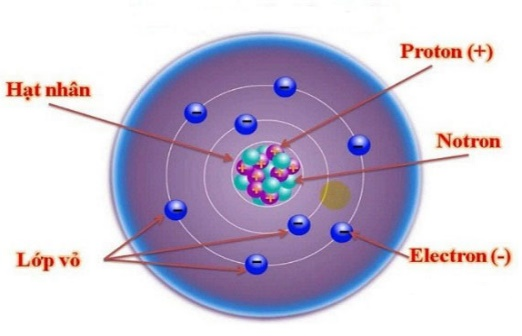 Proton (+)
Hạt nhân
Notron
Lớp vỏ
Electron (-)